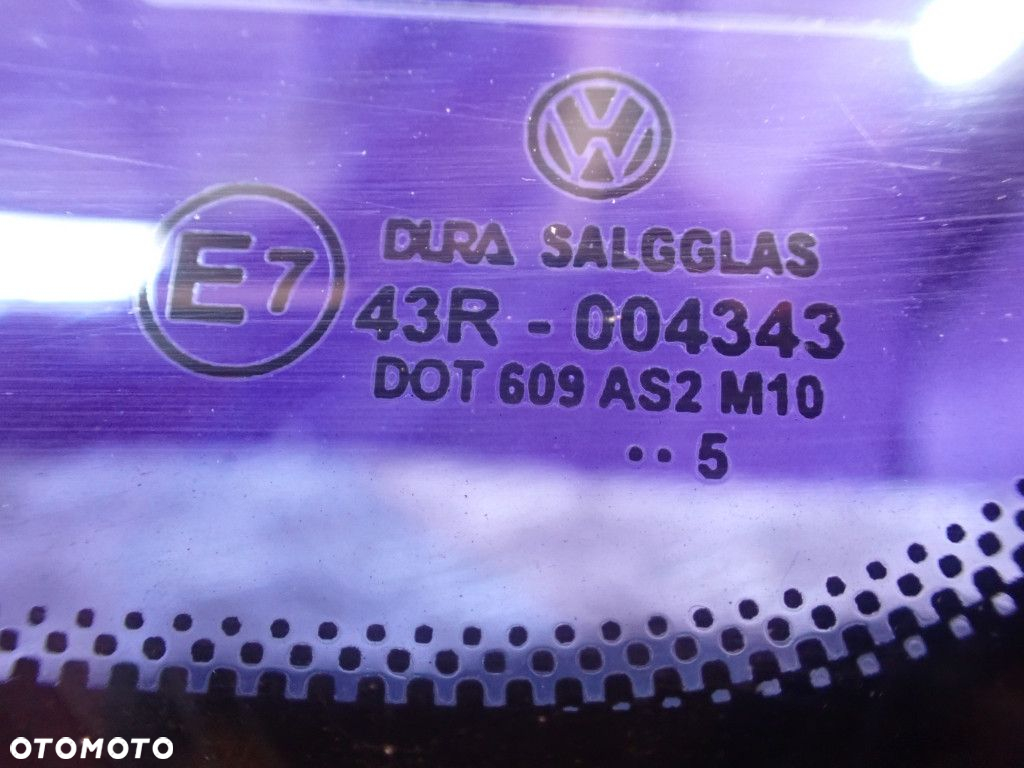 VW
E7
DURA SALGGLAS
43R - 004343
DOT 609 AS2 M10
·· 5
OTOMOTO